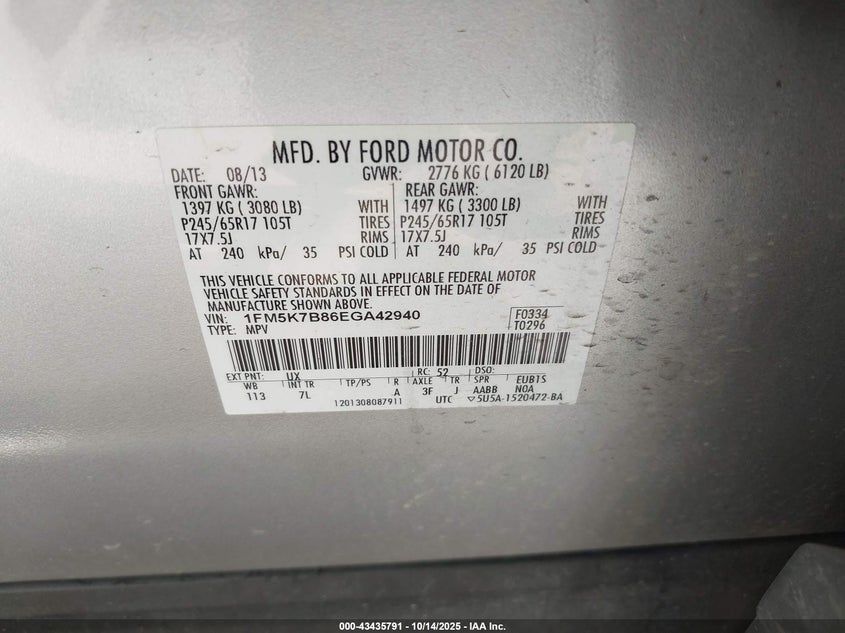 MFD. BY FORD MOTOR CO.
DATE: 08/13 GVWR: 2776 KG ( 6120 LB)
FRONT GAWR: REAR GAWR:
1397 KG ( 3080 LB) WITH 1497 KG ( 3300 LB) WITH
P245/65R17 105T TIRES P245/65R17 105T TIRES
17X7.5J RIMS 17X7.5J RIMS
AT 240 kPa/ 35 PSI COLD AT 240 kPa/ 35 PSI COLD
THIS VEHICLE CONFORMS TO ALL APPLICABLE FEDERAL MOTOR
VEHICLE SAFETY STANDARDS IN EFFECT ON THE DATE OF
MANUFACTURE SHOWN ABOVE.
VIN: 1FM5K7B86EGA42940 F0334
TYPE: MPV T0296
EXT PNT: UX RC: 52 DSO:
WB INT TR TP/PS R AXLE TR SPR EUBTS
113 7L A 3F J AABB NOA
1201308087911 UTC ▽5U5A-1520472-BA
000-43435791 - 10/14/2025 - IAA Inc.